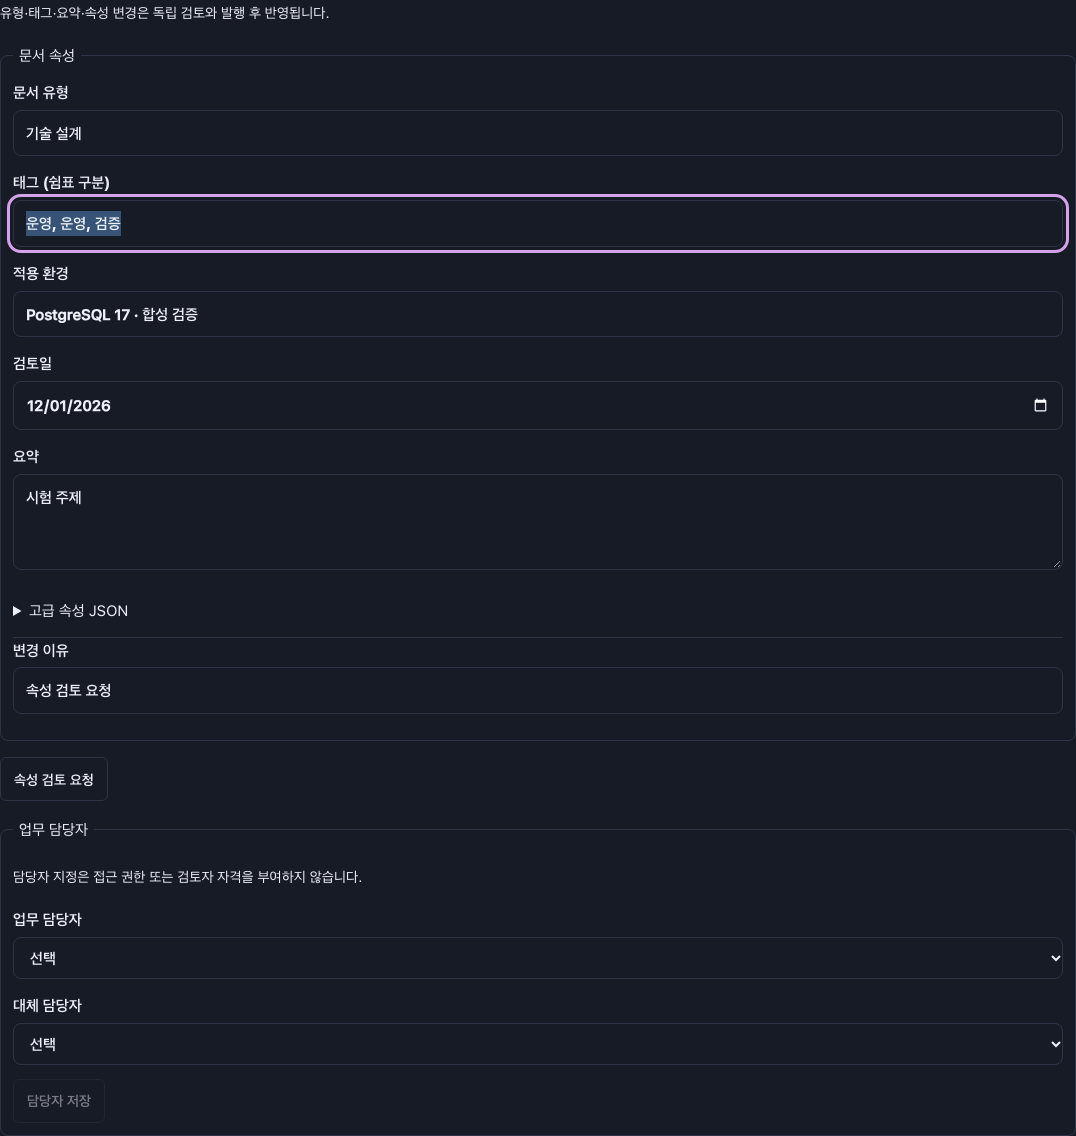 유형·태그·요약·속성 변경은 독립 검토와 발행 후 반영됩니다.
문서 속성
문서 유형
기술 설계
태그 (쉼표 구분)
운영, 운영, 검증
적용 환경
PostgreSQL 17 · 합성 검증
검토일
12/01/2026
요약
시험 주제
고급 속성 JSON
변경 이유
속성 검토 요청
속성 검토 요청
업무 담당자
담당자 지정은 접근 권한 또는 검토자 자격을 부여하지 않습니다.
업무 담당자
선택
대체 담당자
선택
담당자 저장